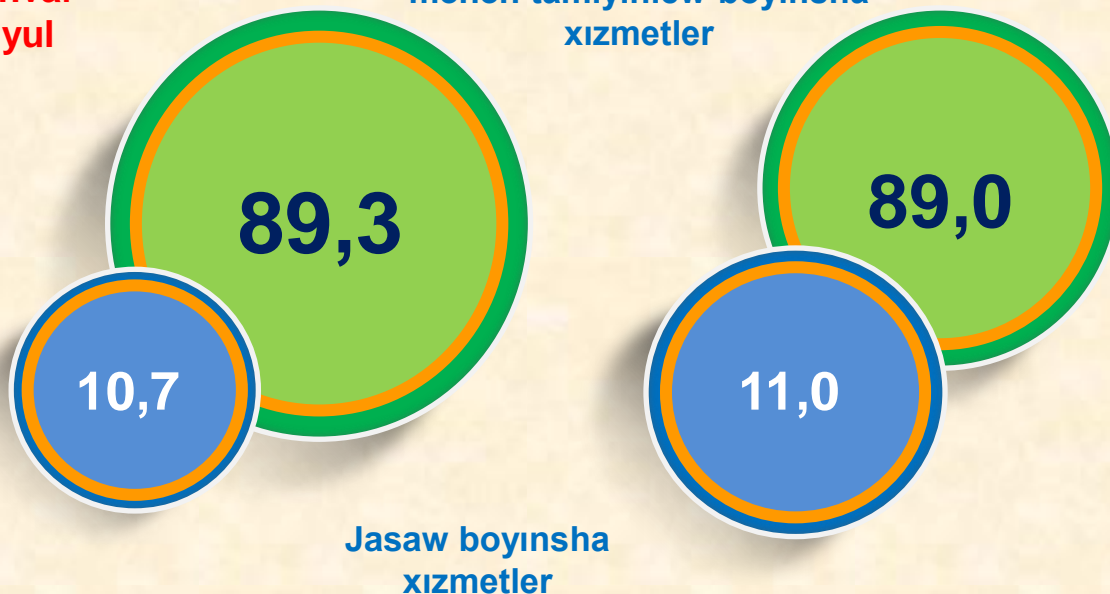 yul
xızmetler
89,3
89,0
10,7
11,0
Jasaw boyınsha
xızmetler